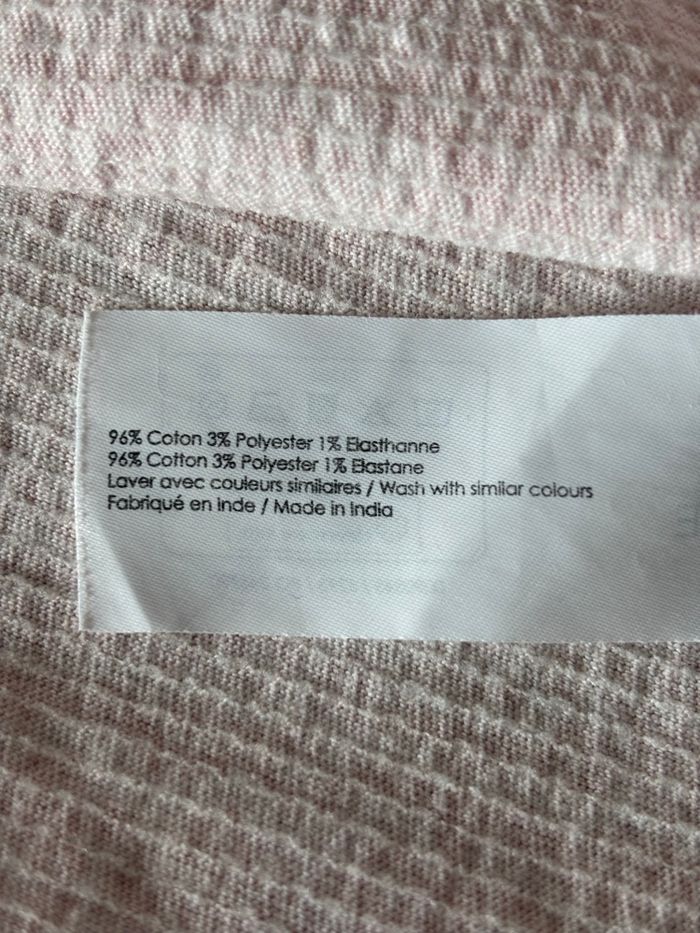 96% Coton 3% Polyester 1% Elasthanne
96% Cotton 3% Polyester 1% Elastane
Laver avec couleurs similaires / Wash with similar colours
Fabriqué en Inde / Made in India